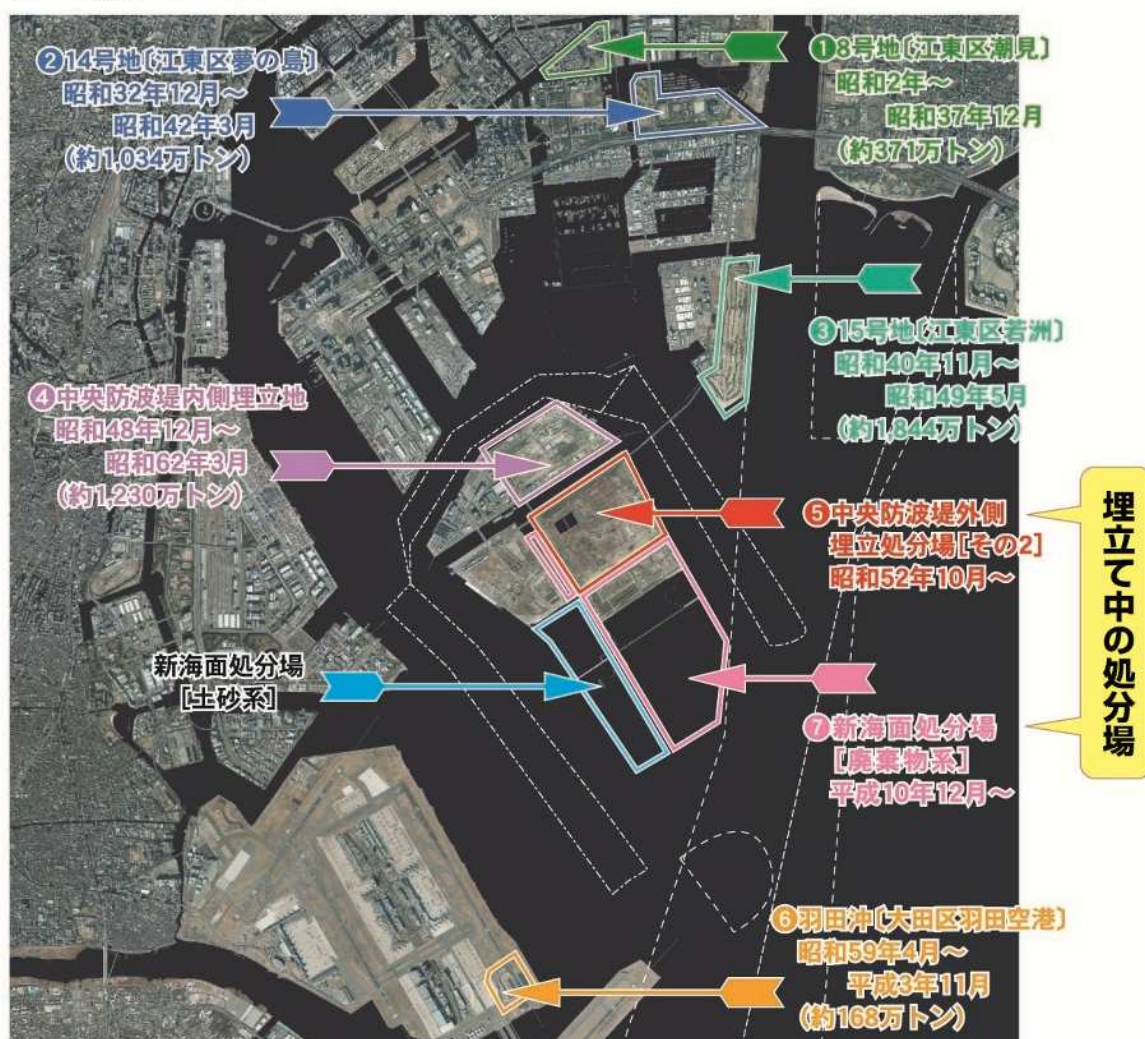 ❶8号地〔江東区潮見〕
昭和2年～
昭和37年12月
(約371万トン)
❷14号地〔江東区夢の島〕
昭和32年12月～
昭和42年3月
(約1,034万トン)
❸15号地〔江東区若洲〕
昭和40年11月～
昭和49年5月
(約1,844万トン)
❹中央防波堤内側埋立地
昭和48年12月～
昭和62年3月
(約1,230万トン)
❺中央防波堤外側
埋立処分場[その2]
昭和52年10月～
新海面処分場
[土砂系]
❼新海面処分場
[廃棄物系]
平成10年12月～
埋立て中の処分場
❻羽田沖〔大田区羽田空港〕
昭和59年4月～
平成3年11月
(約168万トン)